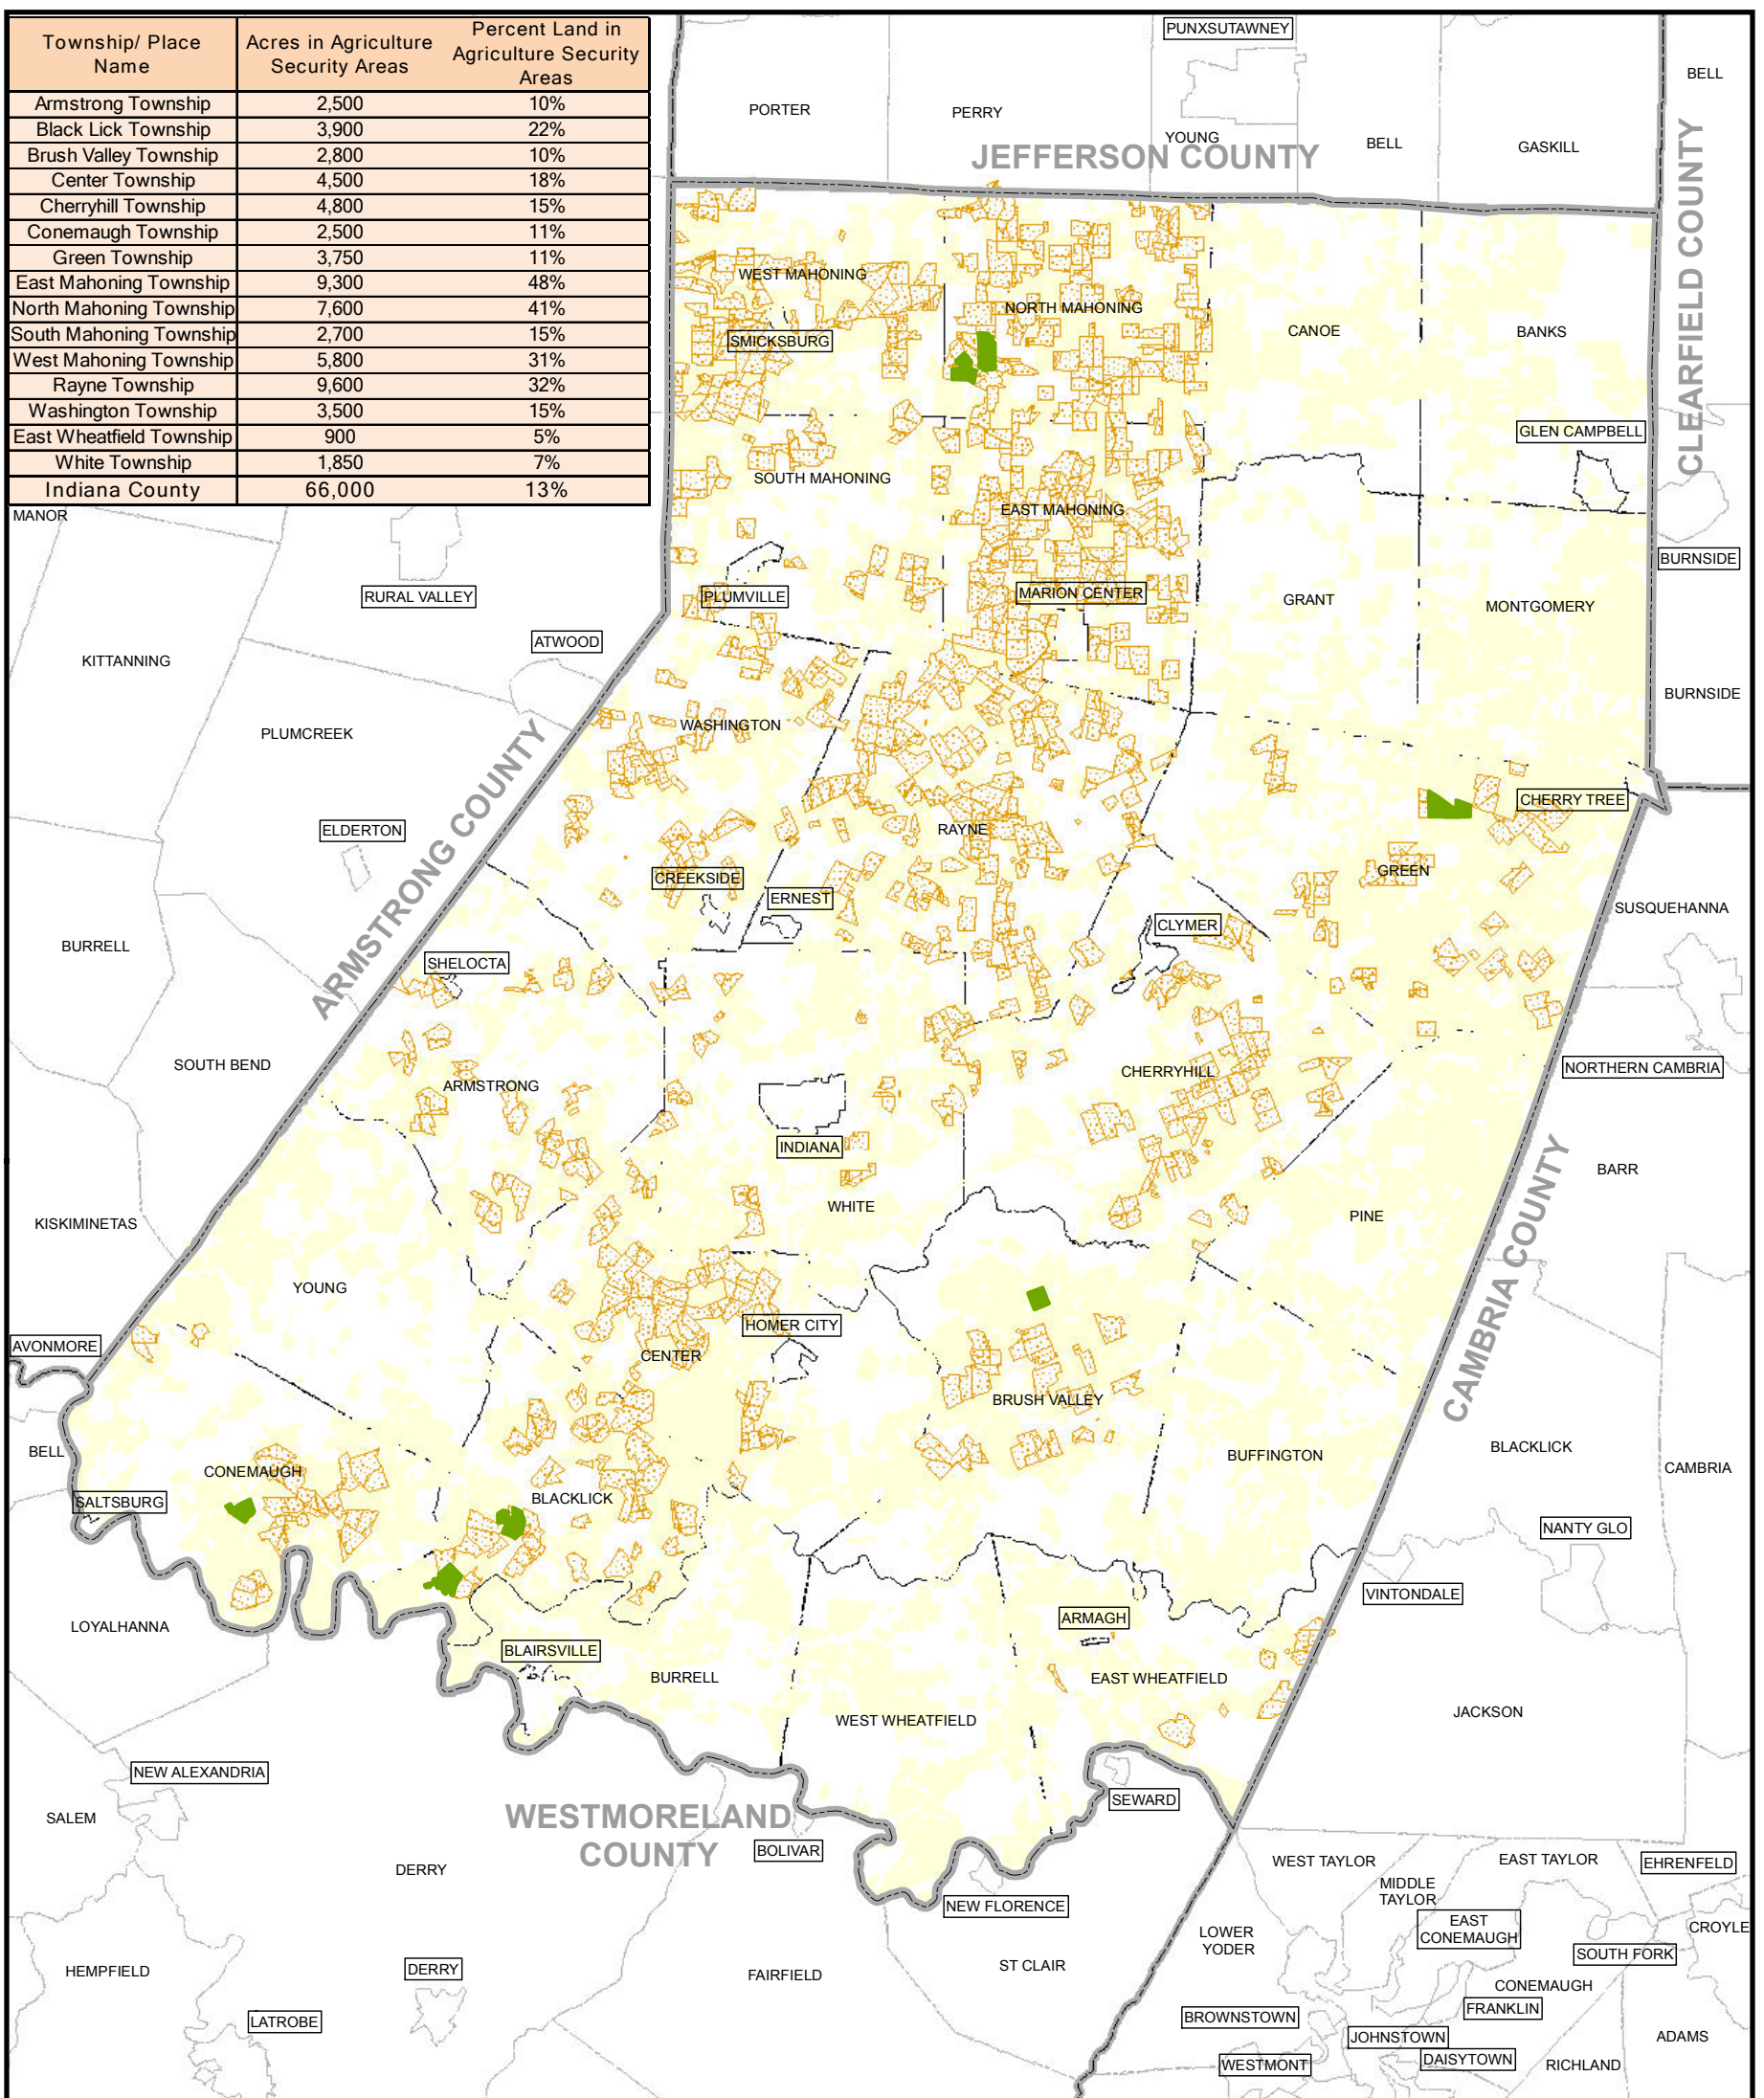 Township/ Place Name
Acres in Agriculture Security Areas
Percent Land in Agriculture Security Areas
Armstrong Township 2,500 10%
Black Lick Township 3,900 22%
Brush Valley Township 2,800 10%
Center Township 4,500 18%
Cherryhill Township 4,800 15%
Conemaugh Township 2,500 11%
Green Township 3,750 11%
East Mahoning Township 9,300 48%
North Mahoning Township 7,600 41%
South Mahoning Township 2,700 15%
West Mahoning Township 5,800 31%
Rayne Township 9,600 32%
Washington Township 3,500 15%
East Wheatfield Township 900 5%
White Township 1,850 7%
Indiana County 66,000 13%
PUNXSUTAWNEY
BELL
PORTER
PERRY
YOUNG
BELL
GASKILL
JEFFERSON COUNTY
CLEARFIELD COUNTY
WEST MAHONING
NORTH MAHONING
SMICKSBURG
CANOE
BANKS
GLEN CAMPBELL
SOUTH MAHONING
EAST MAHONING
MANOR
BURNSIDE
RURAL VALLEY
PLUMVILLE
MARION CENTER
GRANT
MONTGOMERY
ATWOOD
KITTANNING
BURNSIDE
PLUMCREEK
WASHINGTON
ARMSTRONG COUNTY
CHERRY TREE
ELDERTON
RAYNE
GREEN
CREEKSIDE
ERNEST
SUSQUEHANNA
CLYMER
BURRELL
SHELOCTA
SOUTH BEND
NORTHERN CAMBRIA
ARMSTRONG
CHERRYHILL
INDIANA
BARR
KISKIMINETAS
WHITE
PINE
CAMBRIA COUNTY
YOUNG
HOMER CITY
AVONMORE
CENTER
BRUSH VALLEY
BELL
BLACKLICK
BUFFINGTON
CAMBRIA
CONEMAUGH
SALTSBURG
BLACKLICK
NANTY GLO
VINTONDALE
LOYALHANNA
ARMAGH
BLAIRSVILLE
BURRELL
EAST WHEATFIELD
WEST WHEATFIELD
JACKSON
NEW ALEXANDRIA
SEWARD
SALEM
WESTMORELAND
COUNTY
BOLIVAR
DERRY
WEST TAYLOR
EAST TAYLOR
EHRENFELD
MIDDLE
TAYLOR
NEW FLORENCE
EAST
CONEMAUGH
CROYLE
LOWER
YODER
SOUTH FORK
HEMPFIELD
DERRY
FAIRFIELD
ST CLAIR
CONEMAUGH
FRANKLIN
LATROBE
BROWNSTOWN
JOHNSTOWN
ADAMS
WESTMONT
DAISYTOWN
RICHLAND